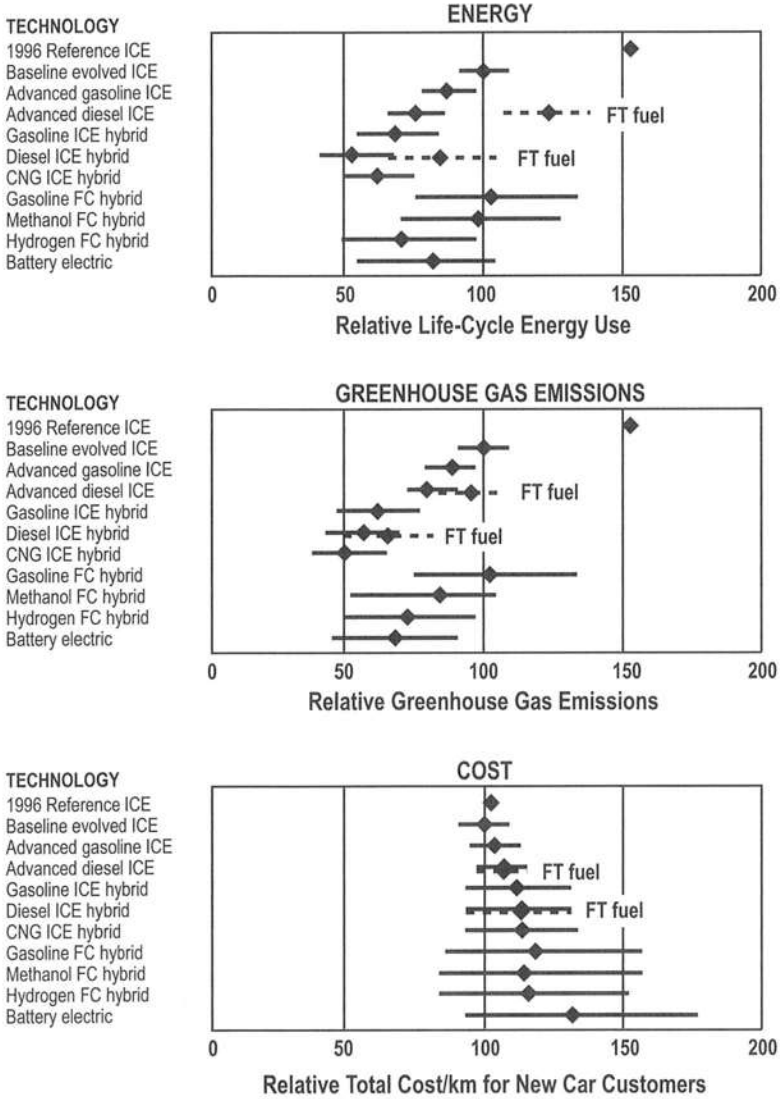 ENERGY
TECHNOLOGY
1996 Reference ICE
Baseline evolved ICE
Advanced gasoline ICE
Advanced diesel ICE
FT fuel
Gasoline ICE hybrid
Diesel ICE hybrid
FT fuel
CNG ICE hybrid
Gasoline FC hybrid
Methanol FC hybrid
Hydrogen FC hybrid
Battery electric
0 50 100 150 200
Relative Life-Cycle Energy Use
GREENHOUSE GAS EMISSIONS
TECHNOLOGY
1996 Reference ICE
Baseline evolved ICE
Advanced gasoline ICE
Advanced diesel ICE
FT fuel
Gasoline ICE hybrid
Diesel ICE hybrid
FT fuel
CNG ICE hybrid
Gasoline FC hybrid
Methanol FC hybrid
Hydrogen FC hybrid
Battery electric
0 50 100 150 200
Relative Greenhouse Gas Emissions
COST
TECHNOLOGY
1996 Reference ICE
Baseline evolved ICE
Advanced gasoline ICE
Advanced diesel ICE
FT fuel
Gasoline ICE hybrid
Diesel ICE hybrid
FT fuel
CNG ICE hybrid
Gasoline FC hybrid
Methanol FC hybrid
Hydrogen FC hybrid
Battery electric
0 50 100 150 200
Relative Total Cost/km for New Car Customers